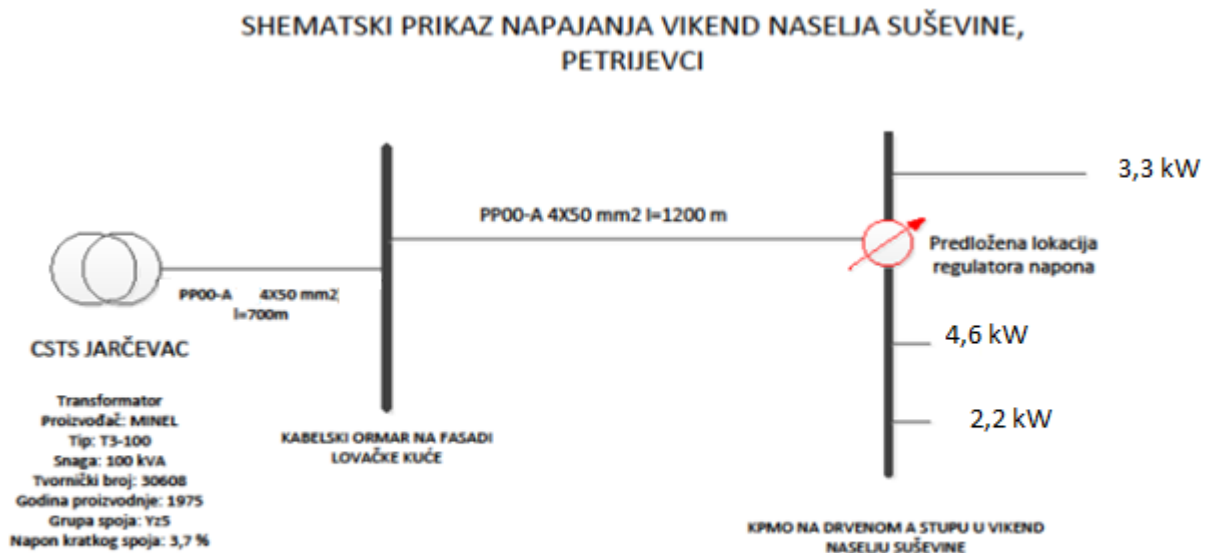 SHEMATSKI PRIKAZ NAPAJANJA VIKEND NASELJA SUŠEVINE,
PETRIJEVCI
3,3 kW
PP00-A 4X50 mm2 l=1200 m
Predložena lokacija
regulatora napona
PP00-A 4X50 mm2
l=700m
CSTS JARČEVAC
4,6 kW
Transformator
Proizvođač: MINEL
Tip: T3-100
Snaga: 100 kVA
Tvornički broj: 30608
Godina proizvodnje: 1975
Grupa spoja: Yz5
Napon kratkog spoja: 3,7 %
KABELSKI ORMAR NA FASADI
LOVAČKE KUĆE
2,2 kW
KPMO NA DRVENOM A STUPU U VIKEND
NASELJU SUŠEVINE